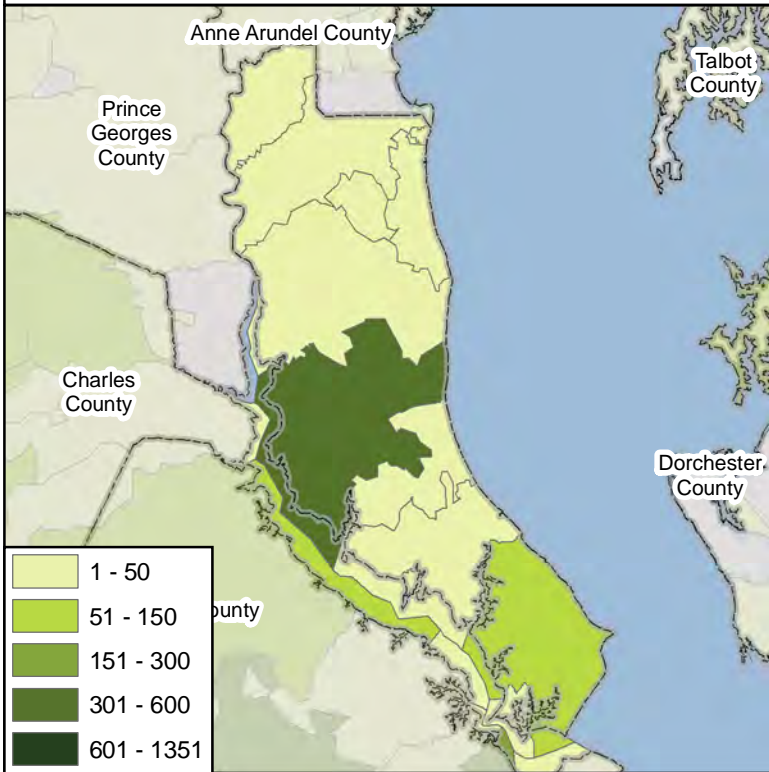 Anne Arundel County
Talbot
County
Prince
Georges
County
Charles
County
Dorchester
County
1 - 50
51 - 150
ounty
151 - 300
301 - 600
601 - 1351